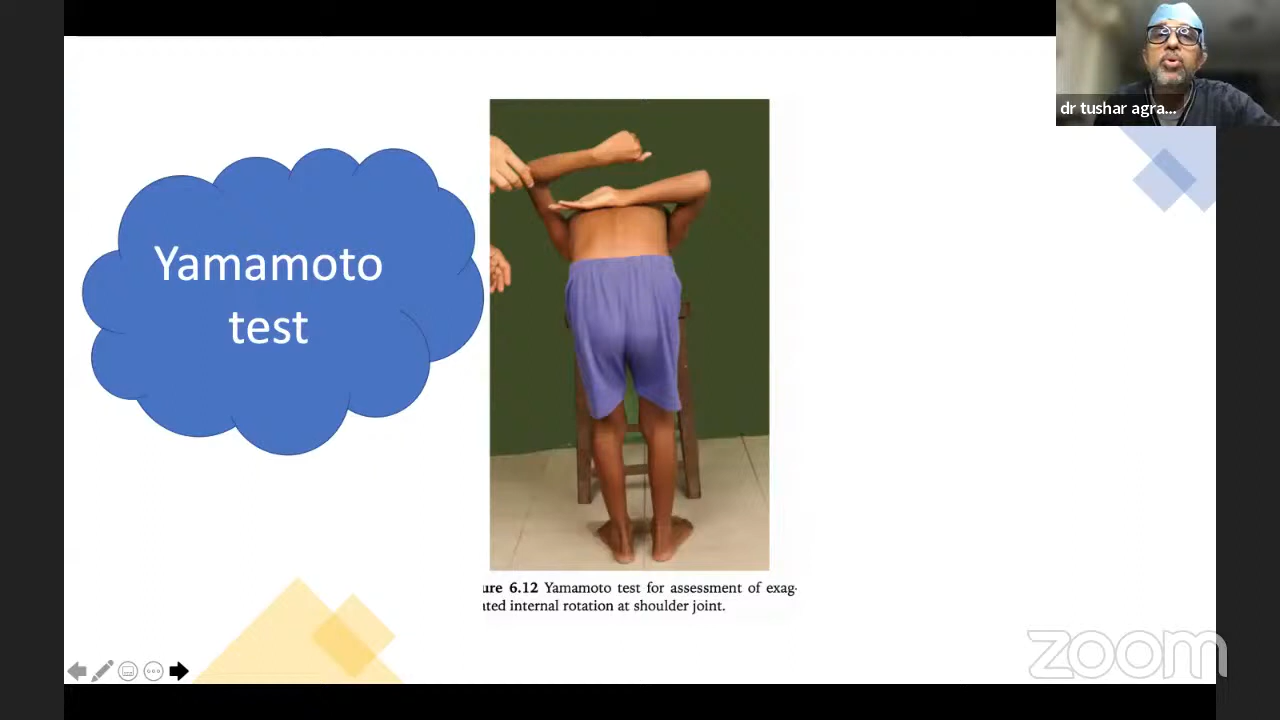 dr tushar agra...
Yamamoto
test
ure 6.12 Yamamoto test for assessment of exag-
ated internal rotation at shoulder joint.
zoom